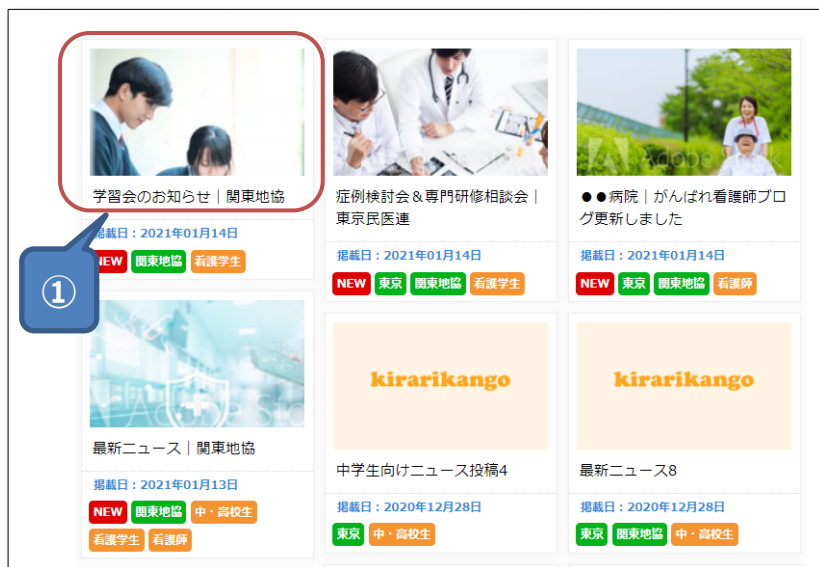 学習会のお知らせ｜関東地協
掲載日：2021年01月14日
NEW 関東地協 看護学生
①
症例検討会＆専門研修相談会｜
東京民医連
掲載日：2021年01月14日
NEW 東京 関東地協 看護学生
Adobe Stock
●●病院｜がんばれ看護師ブロ
グ更新しました
掲載日：2021年01月14日
NEW 東京 関東地協 看護師
Adobe Stock
最新ニュース｜関東地協
掲載日：2021年01月13日
NEW 関東地協 中・高校生
看護学生 看護師
kirarikango
中学生向けニュース投稿4
掲載日：2020年12月28日
東京 中・高校生
kirarikango
最新ニュース8
掲載日：2020年12月28日
東京 関東地協 中・高校生